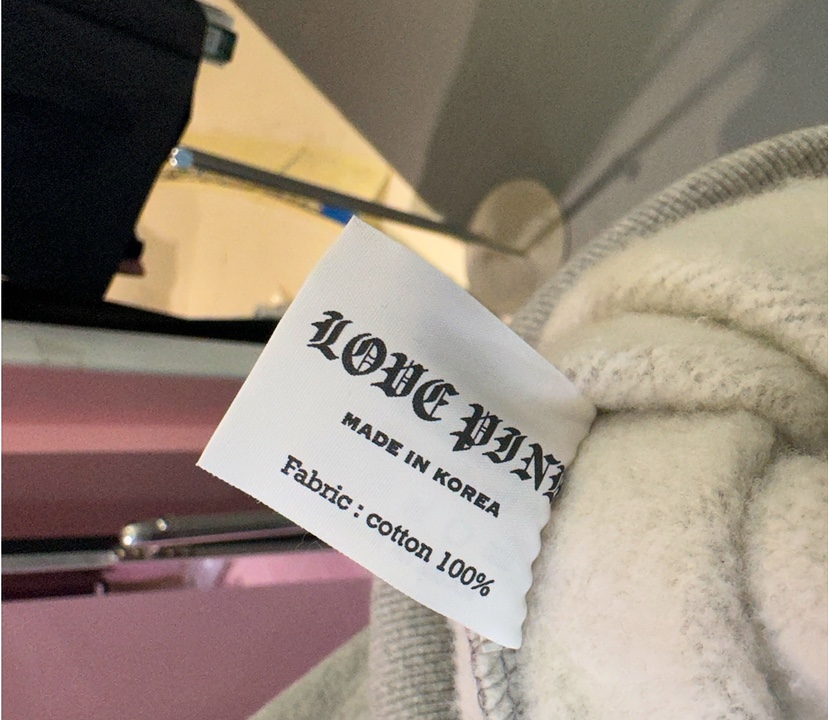 LOVE PINK
MADE IN KOREA
Fabric : cotton 100%